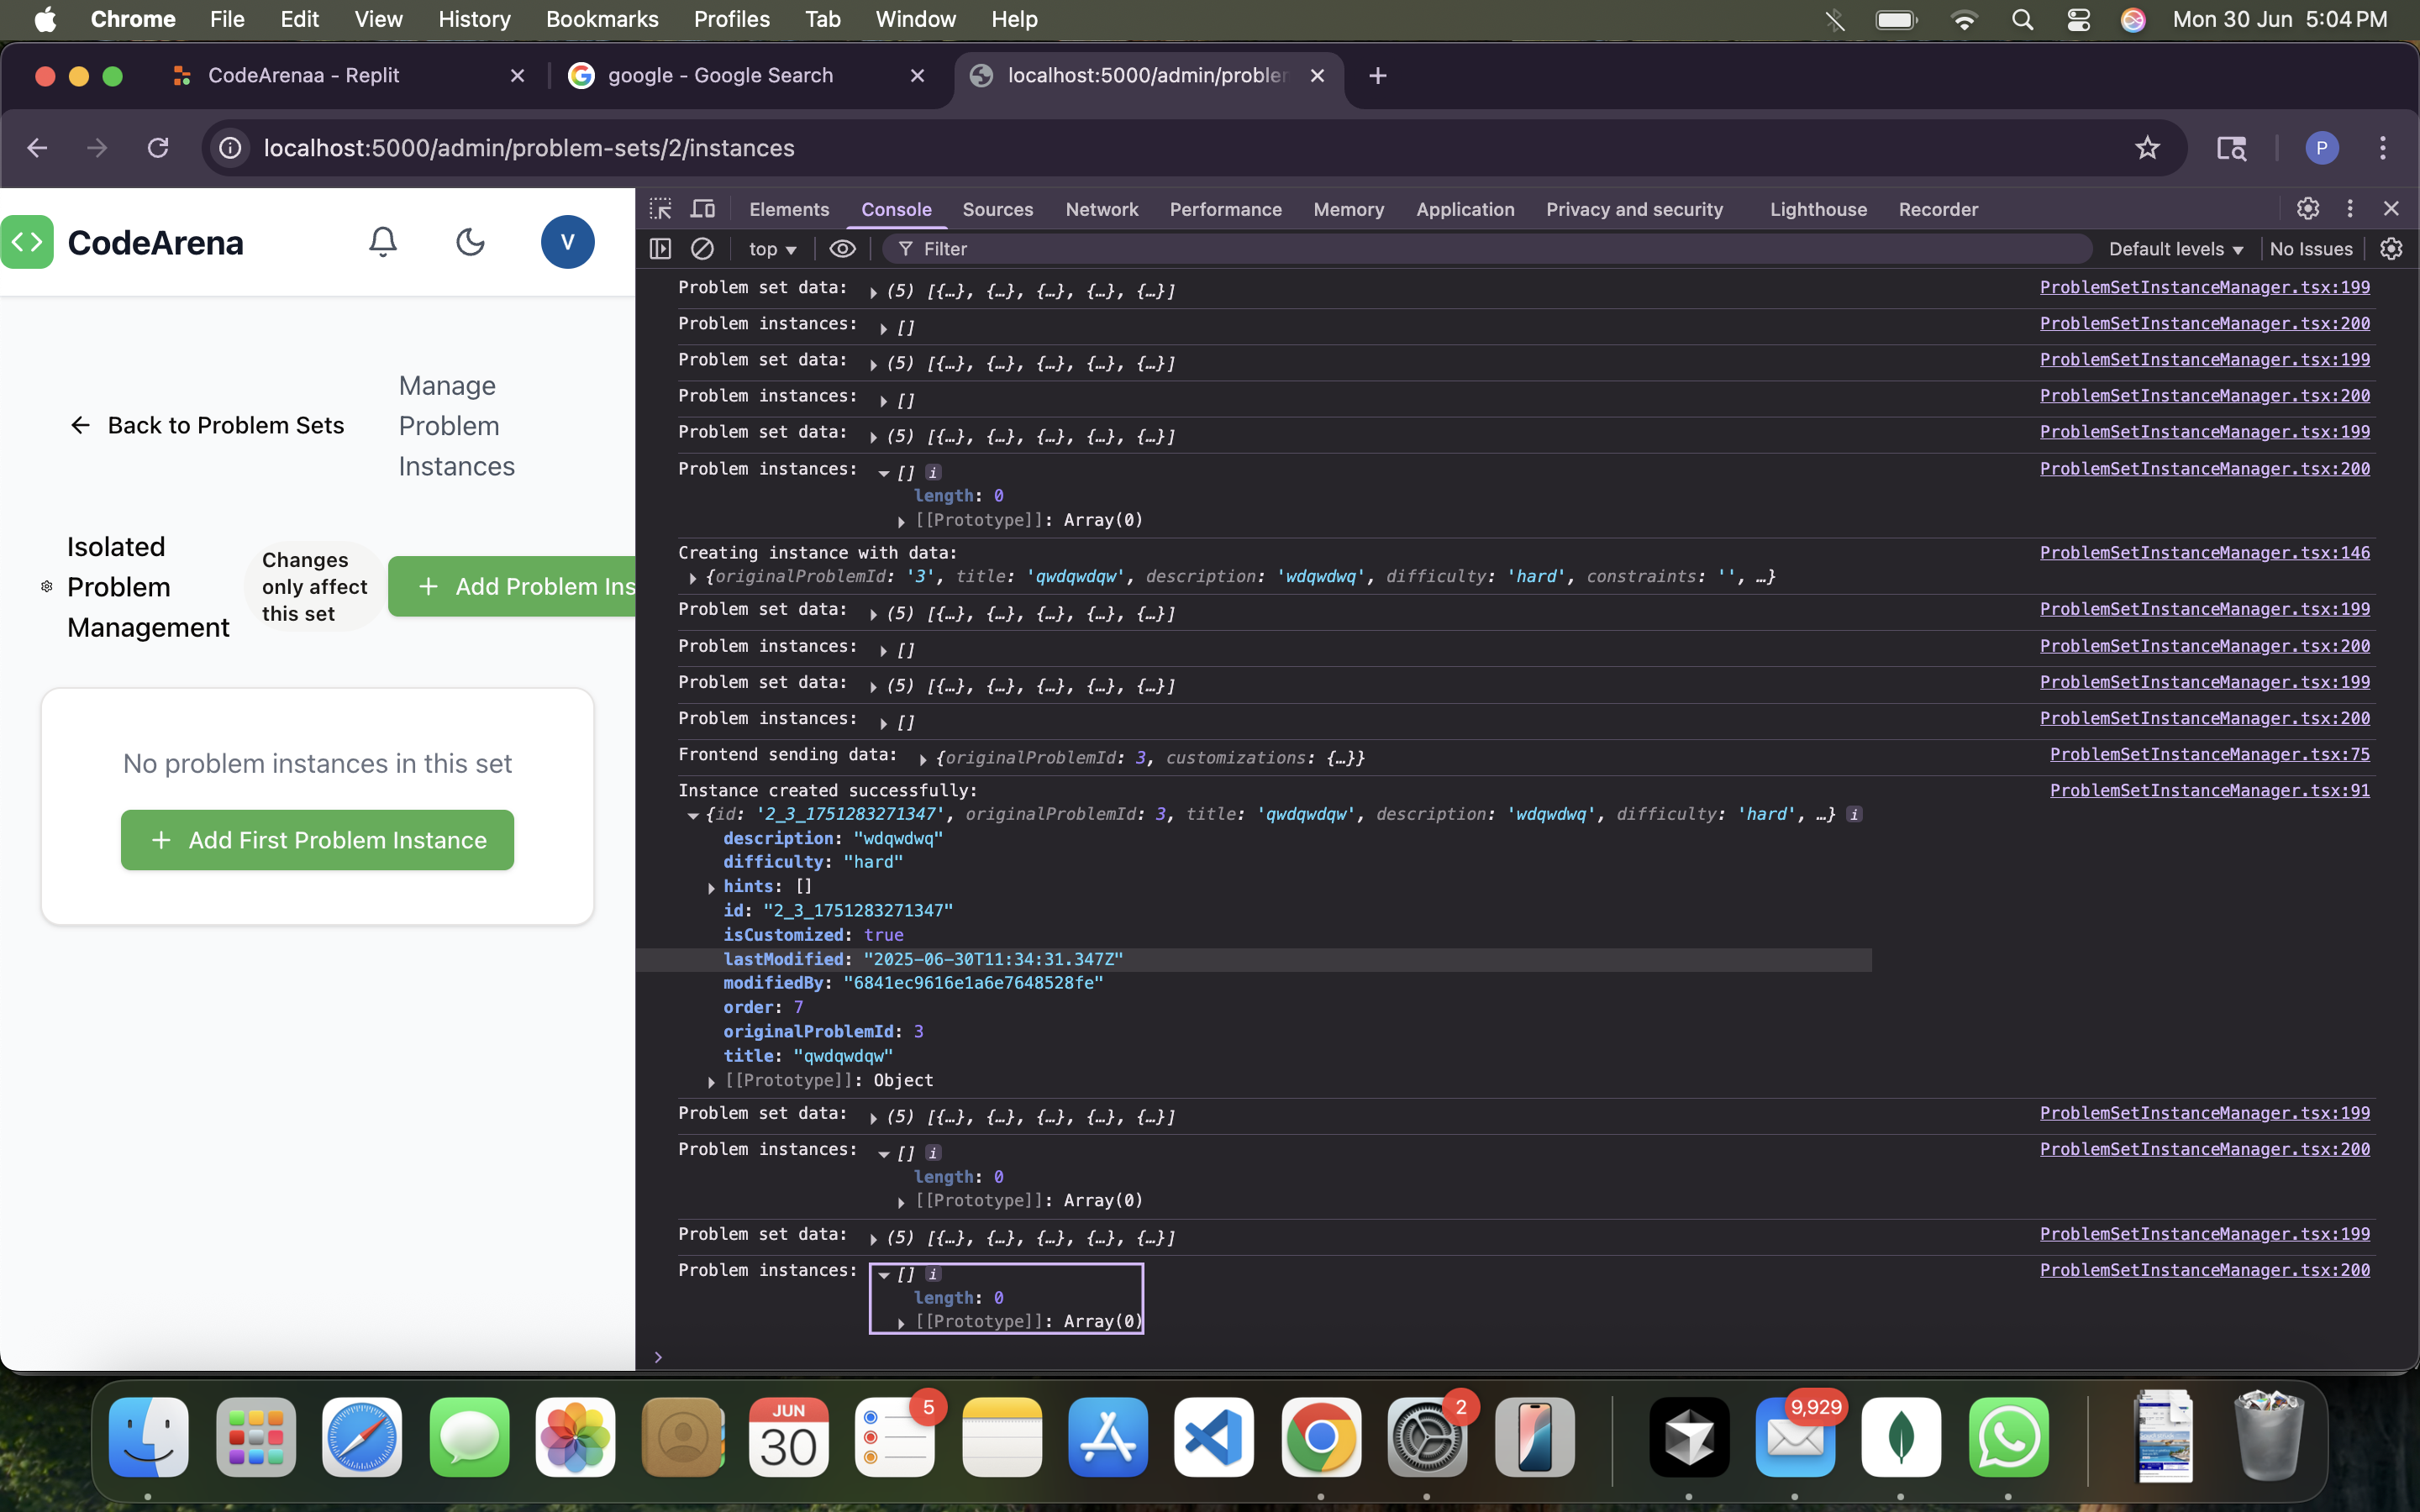 Chrome File Edit View History Bookmarks Profiles Tab Window Help Mon 30 Jun 5:04 PM
CodeArenaa - Replit google - Google Search localhost:5000/admin/probler
localhost:5000/admin/problem-sets/2/instances P
CodeArena V
Back to Problem Sets
Manage
Problem
Instances
Isolated
Problem
Management
Changes
only affect
this set
+ Add Problem Ins
No problem instances in this set
+ Add First Problem Instance
Elements Console Sources Network Performance Memory Application Privacy and security Lighthouse Recorder
top Filter Default levels No Issues
Problem set data: (5) [{…}, {…}, {…}, {…}, {…}] ProblemSetInstanceManager.tsx:199
Problem instances: [] ProblemSetInstanceManager.tsx:200
Problem set data: (5) [{…}, {…}, {…}, {…}, {…}] ProblemSetInstanceManager.tsx:199
Problem instances: [] ProblemSetInstanceManager.tsx:200
Problem set data: (5) [{…}, {…}, {…}, {…}, {…}] ProblemSetInstanceManager.tsx:199
Problem instances: [] i ProblemSetInstanceManager.tsx:200
length: 0
[[Prototype]]: Array(0)
Creating instance with data: ProblemSetInstanceManager.tsx:146
{originalProblemId: '3', title: 'qwdqwdqw', description: 'wdqwdwq', difficulty: 'hard', constraints: '', …}
Problem set data: (5) [{…}, {…}, {…}, {…}, {…}] ProblemSetInstanceManager.tsx:199
Problem instances: [] ProblemSetInstanceManager.tsx:200
Problem set data: (5) [{…}, {…}, {…}, {…}, {…}] ProblemSetInstanceManager.tsx:199
Problem instances: [] ProblemSetInstanceManager.tsx:200
Frontend sending data: {originalProblemId: 3, customizations: {…}} ProblemSetInstanceManager.tsx:75
Instance created successfully: ProblemSetInstanceManager.tsx:91
{id: '2_3_1751283271347', originalProblemId: 3, title: 'qwdqwdqw', description: 'wdqwdwq', difficulty: 'hard', …} i
description: "wdqwdwq"
difficulty: "hard"
hints: []
id: "2_3_1751283271347"
isCustomized: true
lastModified: "2025-06-30T11:34:31.347Z"
modifiedBy: "6841ec9616e1a6e7648528fe"
order: 7
originalProblemId: 3
title: "qwdqwdqw"
[[Prototype]]: Object
Problem set data: (5) [{…}, {…}, {…}, {…}, {…}] ProblemSetInstanceManager.tsx:199
Problem instances: [] i ProblemSetInstanceManager.tsx:200
length: 0
[[Prototype]]: Array(0)
Problem set data: (5) [{…}, {…}, {…}, {…}, {…}] ProblemSetInstanceManager.tsx:199
Problem instances: [] i ProblemSetInstanceManager.tsx:200
length: 0
[[Prototype]]: Array(0)
JUN
30
5
2
9,929